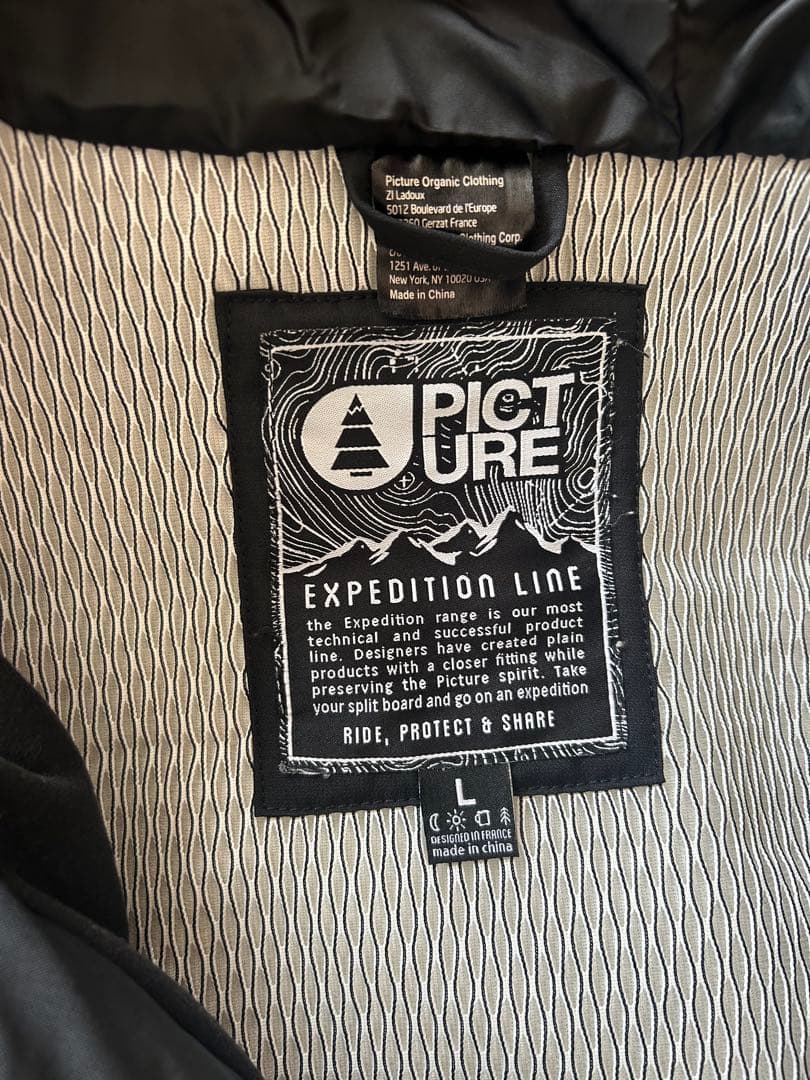 Picture Organic Clothing
ZI Ladoux
5012 Boulevard de l'Europe
Gerzat France
Clothing Corp.
1251 Ave.
New York, NY 10020 USA
Made in China
PICT
URE
EXPEDITION LINE
the Expedition range is our most
technical and successful product
line. Designers have created plain
products with a closer fitting while
preserving the Picture spirit. Take
your split board and go on an expedition
RIDE, PROTECT & SHARE
L
DESIGNED IN FRANCE
made in china